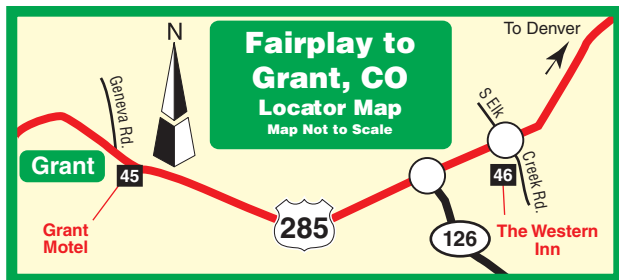 N
Fairplay to
Grant, CO
Locator Map
Map Not to Scale
To Denver
Geneva Rd.
S Elk
Creek Rd.
Grant
45
46
Grant
Motel
285
126
The Western
Inn